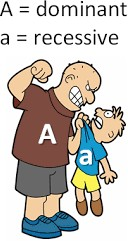 A = dominant
a = recessive
A
a